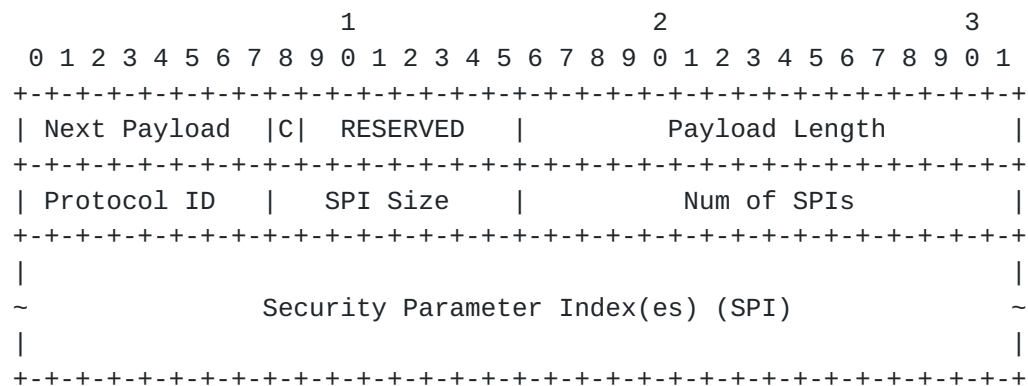 1                   2                   3
 0 1 2 3 4 5 6 7 8 9 0 1 2 3 4 5 6 7 8 9 0 1 2 3 4 5 6 7 8 9 0 1
+-+-+-+-+-+-+-+-+-+-+-+-+-+-+-+-+-+-+-+-+-+-+-+-+-+-+-+-+-+-+-+-+
| Next Payload  |C|  RESERVED   |         Payload Length        |
+-+-+-+-+-+-+-+-+-+-+-+-+-+-+-+-+-+-+-+-+-+-+-+-+-+-+-+-+-+-+-+-+
| Protocol ID   |   SPI Size    |          Num of SPIs          |
+-+-+-+-+-+-+-+-+-+-+-+-+-+-+-+-+-+-+-+-+-+-+-+-+-+-+-+-+-+-+-+-+
|                                                               |
~               Security Parameter Index(es) (SPI)              ~
|                                                               |
+-+-+-+-+-+-+-+-+-+-+-+-+-+-+-+-+-+-+-+-+-+-+-+-+-+-+-+-+-+-+-+-+